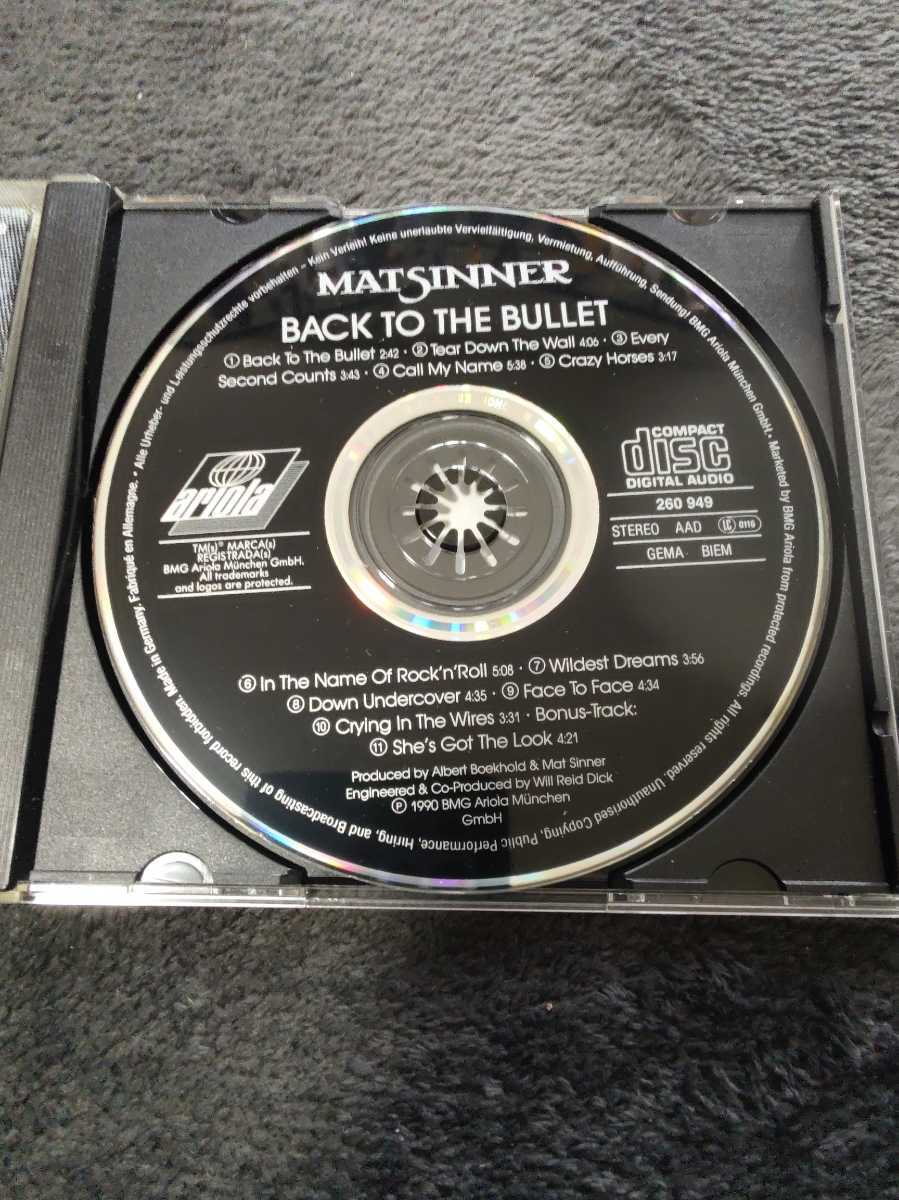 MATSINNER
BACK TO THE BULLET
① Back To The Bullet 2:42 · ② Tear Down The Wall 4:06 · ③ Every
Second Counts 3:43 · ④ Call My Name 5:38 · ⑤ Crazy Horses 3:17
ariola
TM(s)® MARCA(s)
REGISTRADA(s)
BMG Ariola München GmbH.
All trademarks
and logos are protected.
COMPACT
disc
DIGITAL AUDIO
260 949
STEREO AAD LC 0116
GEMA BIEM
⑥ In The Name Of Rock'n'Roll 5:08 · ⑦ Wildest Dreams 3:56
⑧ Down Undercover 4:35 · ⑨ Face To Face 4:34
⑩ Crying In The Wires 3:31 · Bonus-Track:
⑪ She's Got The Look 4:21
Produced by Albert Boekhold & Mat Sinner
Engineered & Co-Produced by Will Reid Dick
Ⓟ 1990 BMG Ariola München
GmbH
Made in Gemany. Fabriqué en Allemagne. • Alle Urheber- und Leistungsschutzrechte vorbehalten – Kein Verleih! Keine unerlaubte Vervielfältigung, Vermietung, Aufführung, Sendung! BMG Ariola München GmbH. • Marketed by BMG Ariola from protected recordings. All rights reserved. Unauthorised Copying, Public Performance, Hiring, and Broadcasting of this record forbidden.